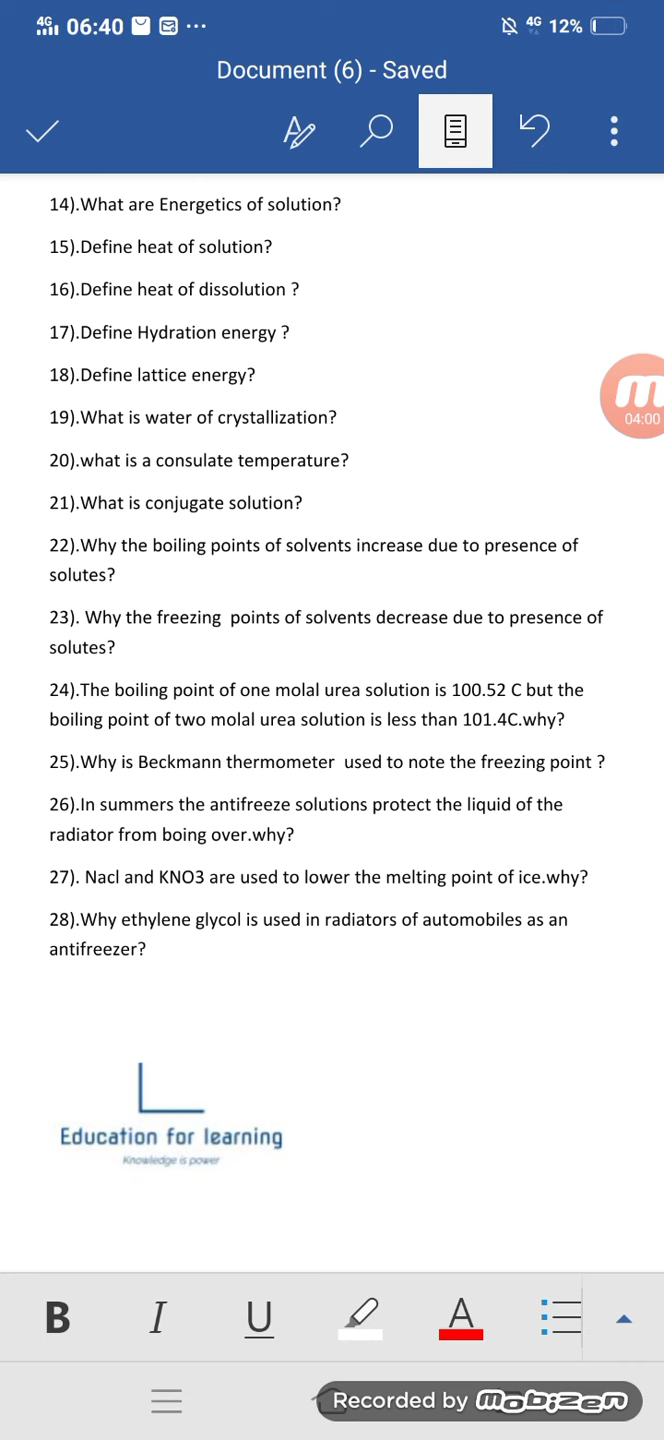 4G 06:40 4G 12%
Document (6) - Saved
14).What are Energetics of solution?
15).Define heat of solution?
16).Define heat of dissolution ?
17).Define Hydration energy ?
18).Define lattice energy?
19).What is water of crystallization?
20).what is a consulate temperature?
21).What is conjugate solution?
22).Why the boiling points of solvents increase due to presence of
solutes?
23). Why the freezing  points of solvents decrease due to presence of
solutes?
24).The boiling point of one molal urea solution is 100.52 C but the
boiling point of two molal urea solution is less than 101.4C.why?
25).Why is Beckmann thermometer  used to note the freezing point ?
26).In summers the antifreeze solutions protect the liquid of the
radiator from boing over.why?
27). Nacl and KNO3 are used to lower the melting point of ice.why?
28).Why ethylene glycol is used in radiators of automobiles as an
antifreezer?
m
04:00
Education for learning
Knowledge is power
B I U A
Recorded by mobizen